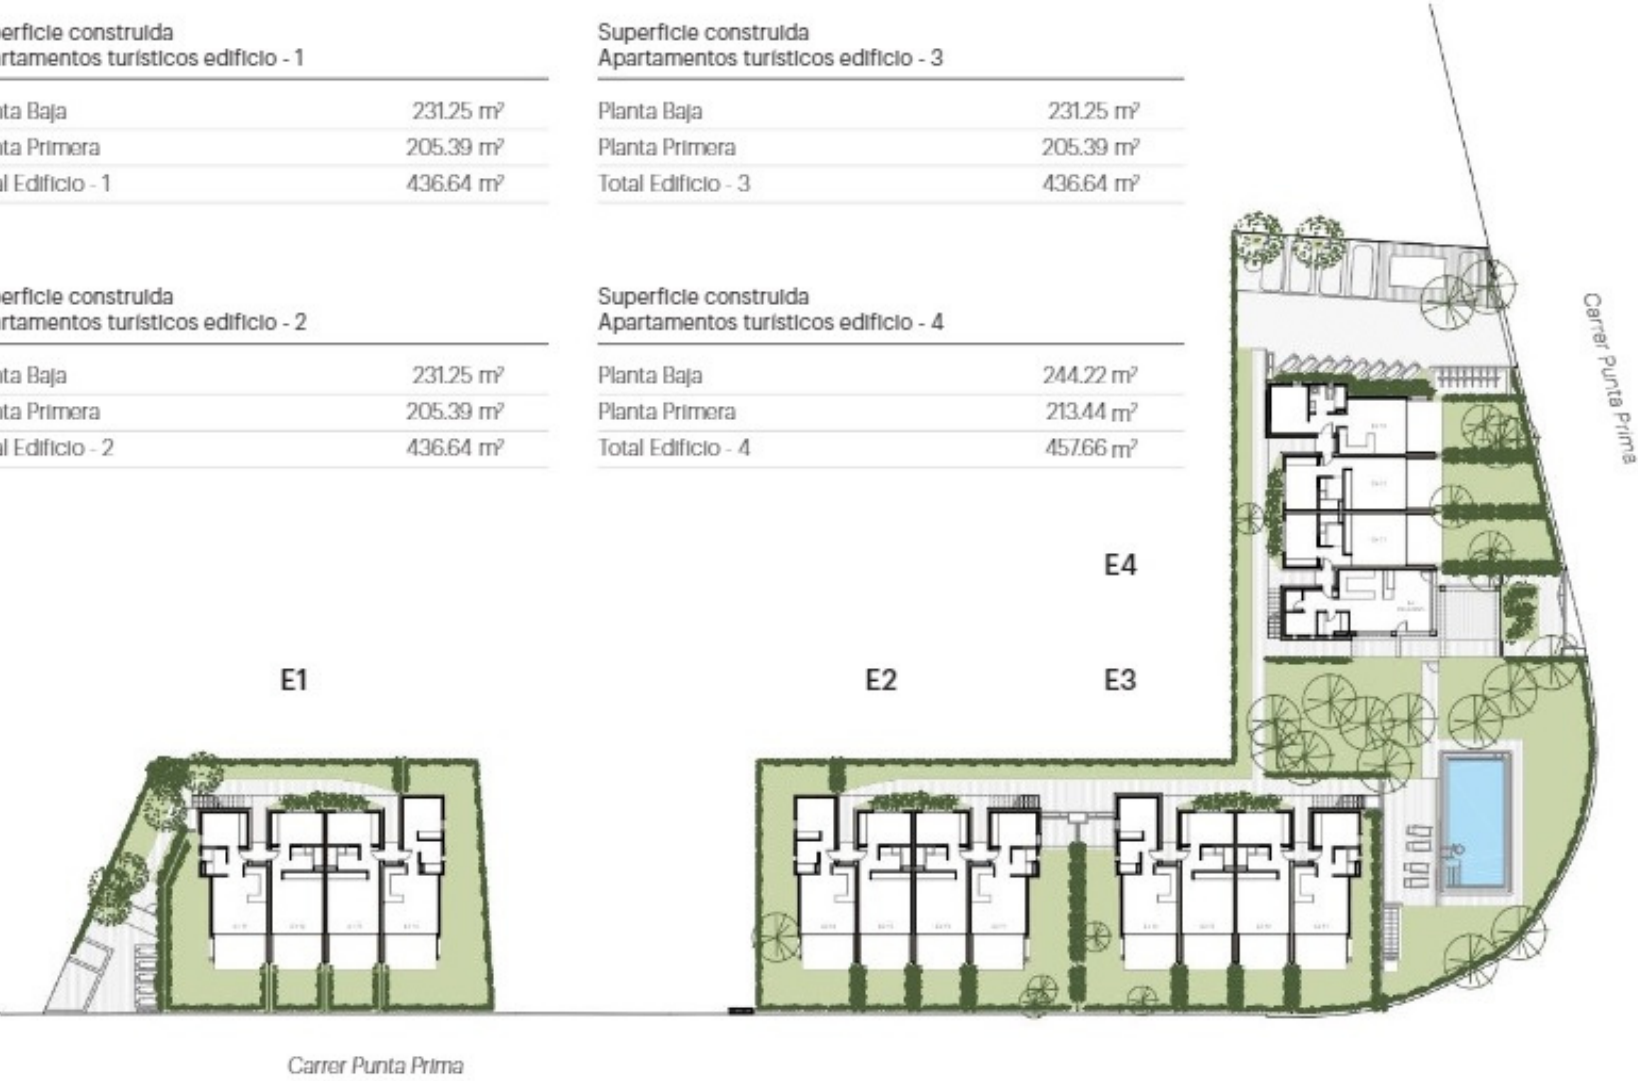 erficie construida
rtamentos turísticos edificio - 1
nta Baja 231.25 m²
nta Primera 205.39 m²
al Edificio - 1 436.64 m²
Superficie construida
Apartamentos turísticos edificio - 3
Planta Baja 231.25 m²
Planta Primera 205.39 m²
Total Edificio - 3 436.64 m²
erficie construida
rtamentos turísticos edificio - 2
nta Baja 231.25 m²
nta Primera 205.39 m²
al Edificio - 2 436.64 m²
Superficie construida
Apartamentos turísticos edificio - 4
Planta Baja 244.22 m²
Planta Primera 213.44 m²
Total Edificio - 4 457.66 m²
Carrer Punta Prima
E4
E1
E2
E3
Carrer Punta Prima